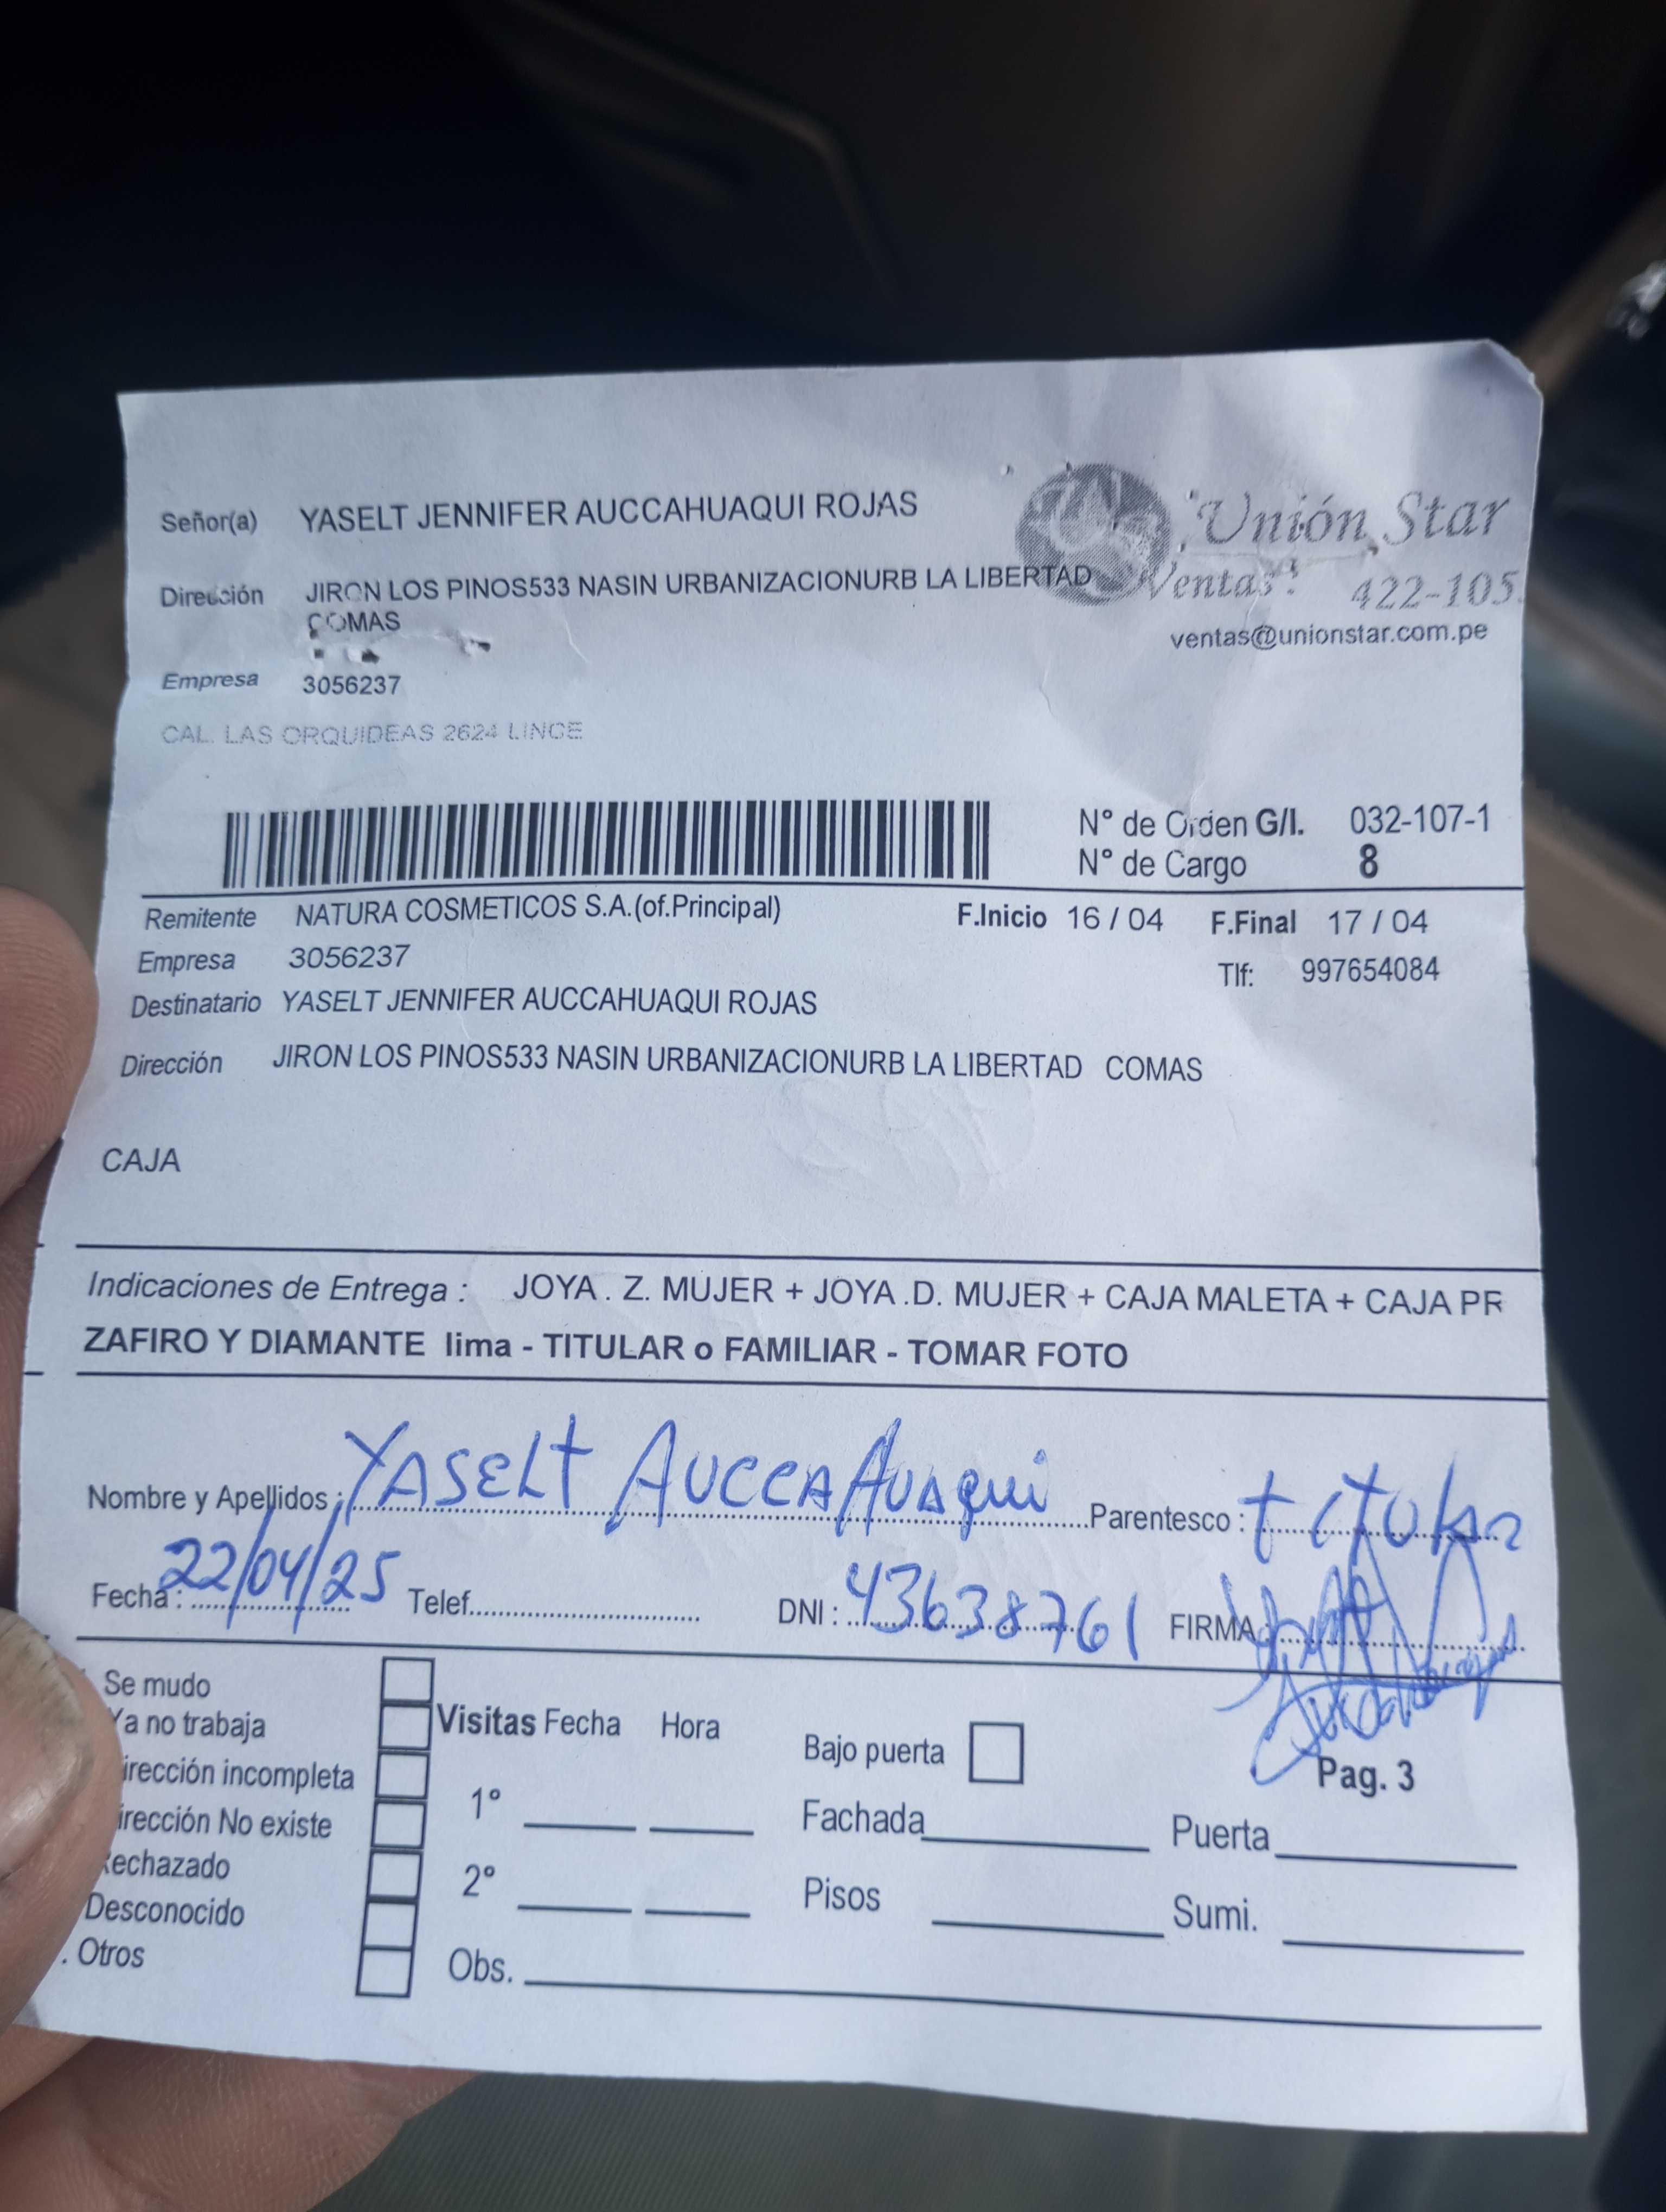 Señor(a) YASELT JENNIFER AUCCAHUAQUI ROJAS
Unión Star
Dirección JIRON LOS PINOS533 NASIN URBANIZACIONURB LA LIBERTAD
COMAS
Ventas: 422-105
ventas@unionstar.com.pe
Empresa 3056237
CAL. LAS ORQUIDEAS 2624 LINCE
N° de Orden G/I. 032-107-1
N° de Cargo 8
Remitente NATURA COSMETICOS S.A.(of.Principal) F.Inicio 16 / 04 F.Final 17 / 04
Empresa 3056237 Tlf: 997654084
Destinatario YASELT JENNIFER AUCCAHUAQUI ROJAS
Dirección JIRON LOS PINOS533 NASIN URBANIZACIONURB LA LIBERTAD COMAS
CAJA
Indicaciones de Entrega : JOYA . Z. MUJER + JOYA .D. MUJER + CAJA MALETA + CAJA PR
ZAFIRO Y DIAMANTE lima - TITULAR o FAMILIAR - TOMAR FOTO
Nombre y Apellidos : YASELT AUCCAHUAQUI Parentesco : titular
Fecha : 22/04/25 Telef. DNI : 43638761 FIRMA :
Se mudo
Ya no trabaja
irección incompleta
irección No existe
echazado
Desconocido
. Otros
Visitas Fecha Hora
1°
2°
Obs.
Bajo puerta
Pag. 3
Fachada Puerta
Pisos Sumi.